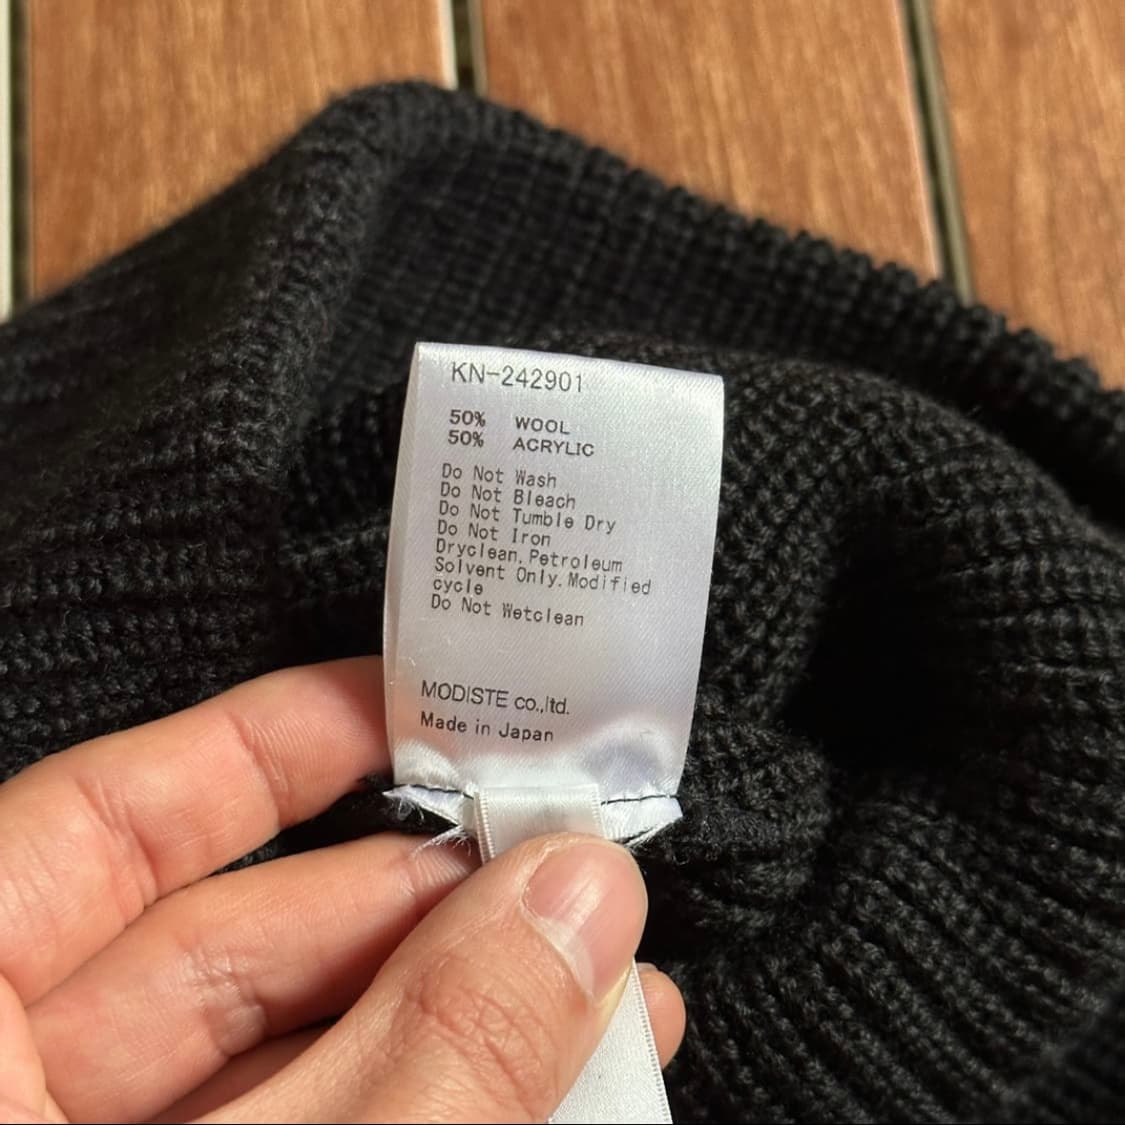 KN-242901
50% WOOL
50% ACRYLIC
Do Not Wash
Do Not Bleach
Do Not Tumble Dry
Do Not Iron
Dryclean,Petroleum
Solvent Only.Modified
cycle
Do Not Wetclean
MODISTE co.,ltd.
Made in Japan